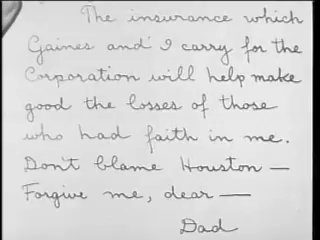 The insurance which
Gaines and I carry for the
Corporation will help make
good the losses of those
who had faith in me.
Don't blame Houston —
Forgive me, dear —
Dad